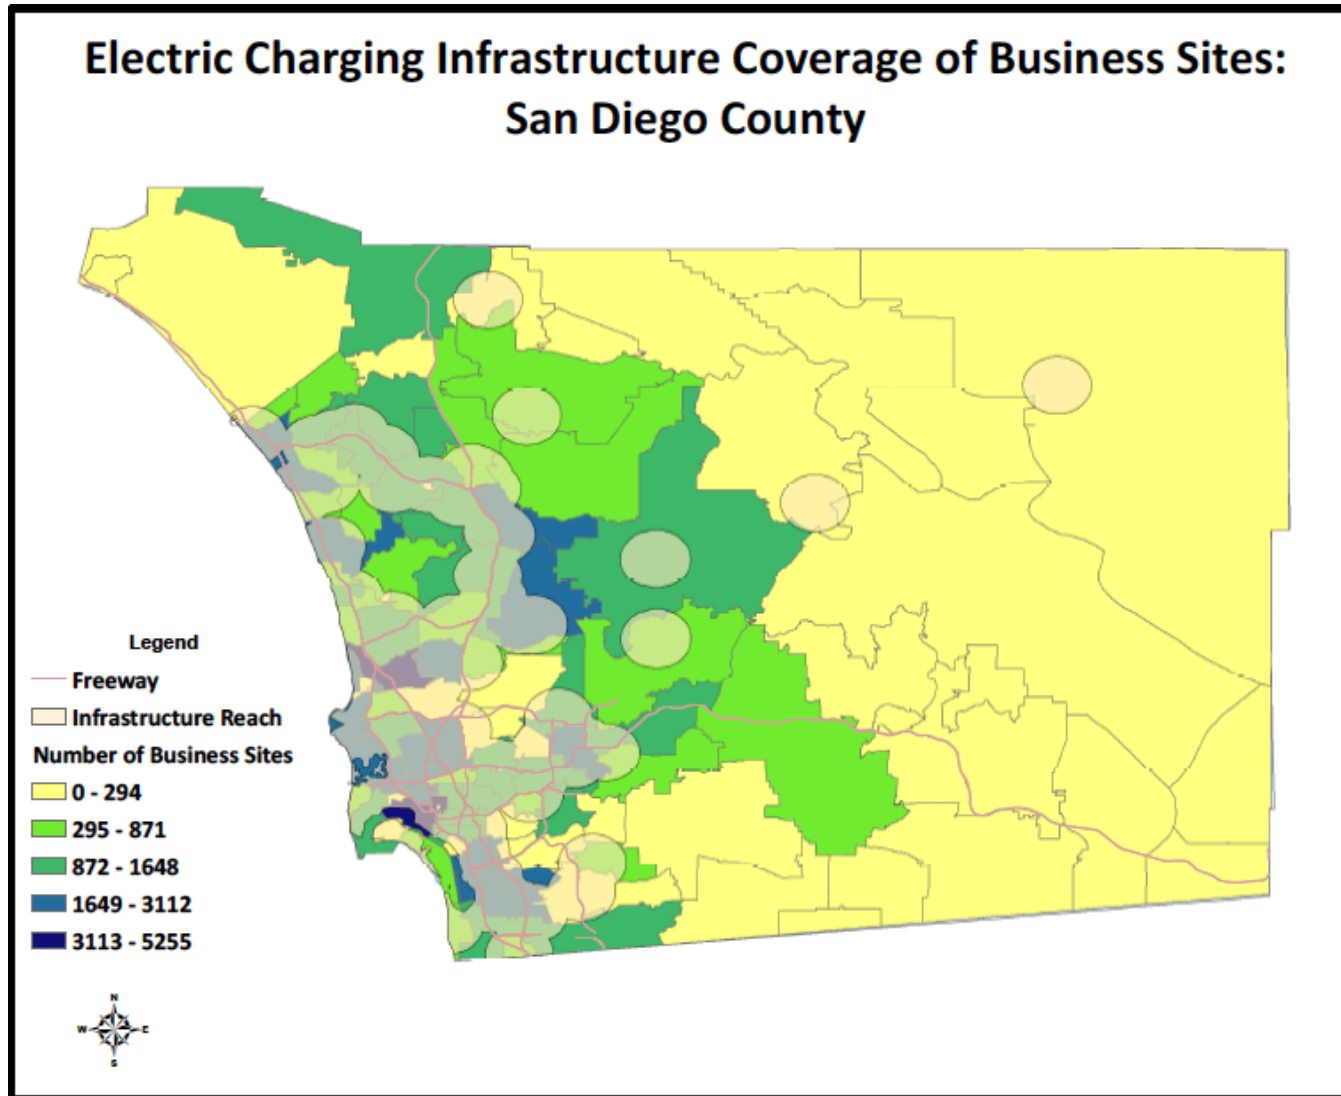 Electric Charging Infrastructure Coverage of Business Sites:
San Diego County
Legend
Freeway
Infrastructure Reach
Number of Business Sites
0 - 294
295 - 871
872 - 1648
1649 - 3112
3113 - 5255
N
W E
S